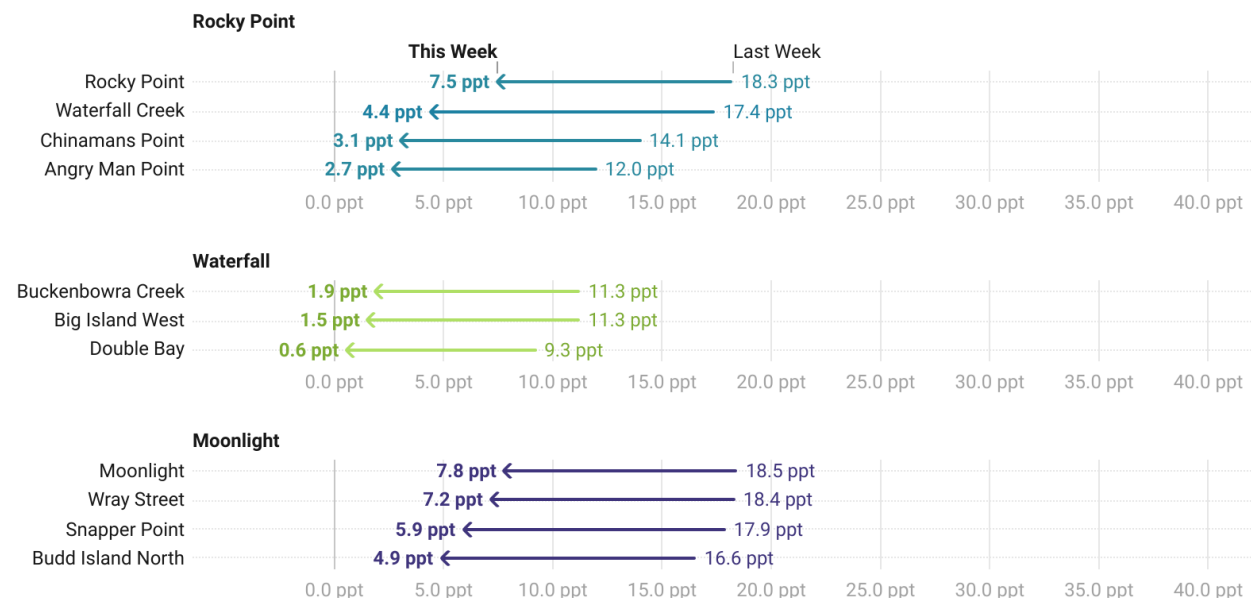 Rocky Point
This Week Last Week
Rocky Point 7.5 ppt 18.3 ppt
Waterfall Creek 4.4 ppt 17.4 ppt
Chinamans Point 3.1 ppt 14.1 ppt
Angry Man Point 2.7 ppt 12.0 ppt
0.0 ppt 5.0 ppt 10.0 ppt 15.0 ppt 20.0 ppt 25.0 ppt 30.0 ppt 35.0 ppt 40.0 ppt
Waterfall
Buckenbowra Creek 1.9 ppt 11.3 ppt
Big Island West 1.5 ppt 11.3 ppt
Double Bay 0.6 ppt 9.3 ppt
0.0 ppt 5.0 ppt 10.0 ppt 15.0 ppt 20.0 ppt 25.0 ppt 30.0 ppt 35.0 ppt 40.0 ppt
Moonlight
Moonlight 7.8 ppt 18.5 ppt
Wray Street 7.2 ppt 18.4 ppt
Snapper Point 5.9 ppt 17.9 ppt
Budd Island North 4.9 ppt 16.6 ppt
0.0 ppt 5.0 ppt 10.0 ppt 15.0 ppt 20.0 ppt 25.0 ppt 30.0 ppt 35.0 ppt 40.0 ppt